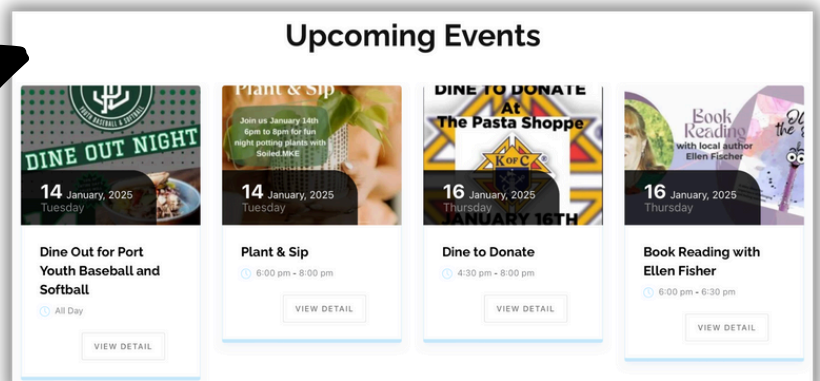 Upcoming Events
YOUTH BASEBALL & SOFTBALL
DINE OUT NIGHT
14 January, 2025
Tuesday
Dine Out for Port
Youth Baseball and
Softball
All Day
VIEW DETAIL
Plant & Sip
Join us January 14th
6pm to 8pm for fun
night potting plants with
Soiled MKE
14 January, 2025
Tuesday
Plant & Sip
6:00 pm - 8:00 pm
VIEW DETAIL
DINE TO DONATE
At
The Pasta Shoppe
K OF C
JANUARY 16TH
16 January, 2025
Thursday
Dine to Donate
4:30 pm - 8:00 pm
VIEW DETAIL
Book
Reading
with local author
Ellen Fischer
16 January, 2025
Thursday
Book Reading with
Ellen Fisher
6:00 pm - 6:30 pm
VIEW DETAIL